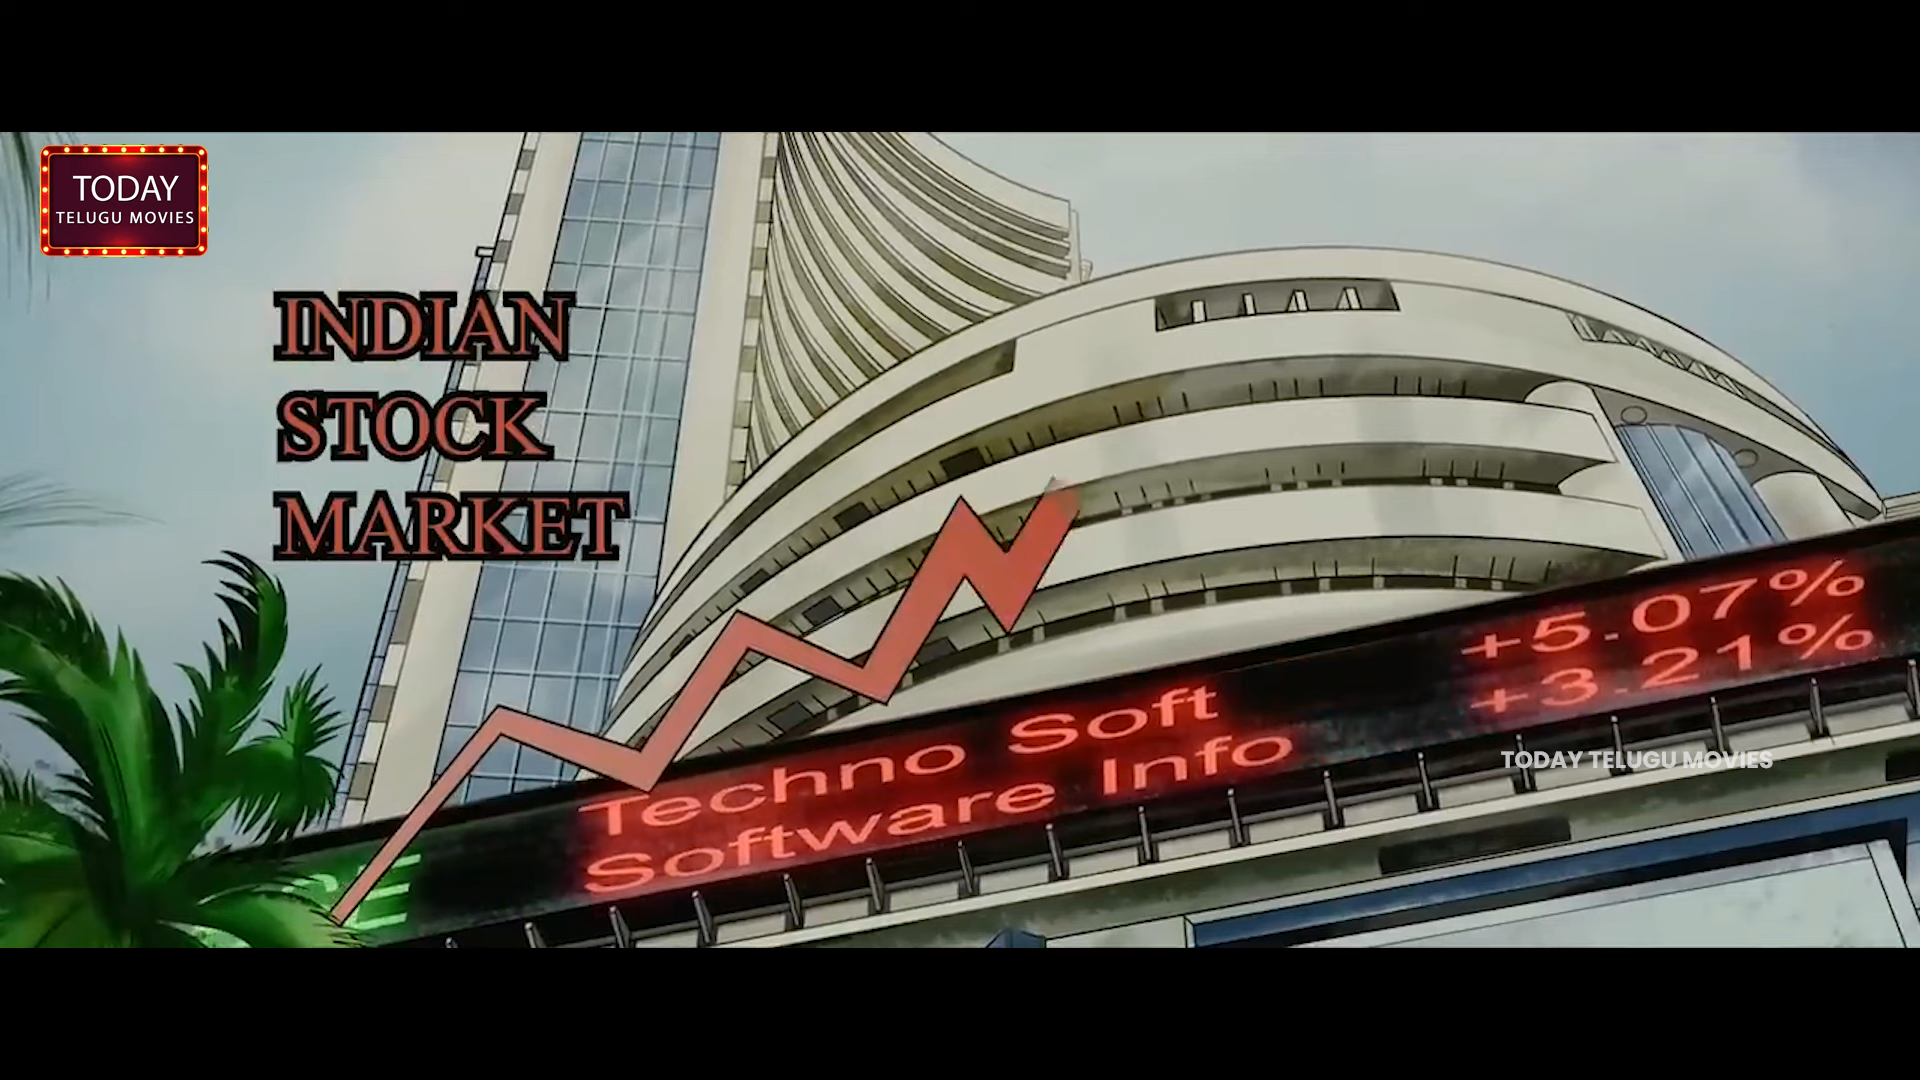 TODAY
TELUGU MOVIES
INDIAN
STOCK
MARKET
+5.07%
+3.21%
Techno Soft
Software Info
TODAY TELUGU MOVIES